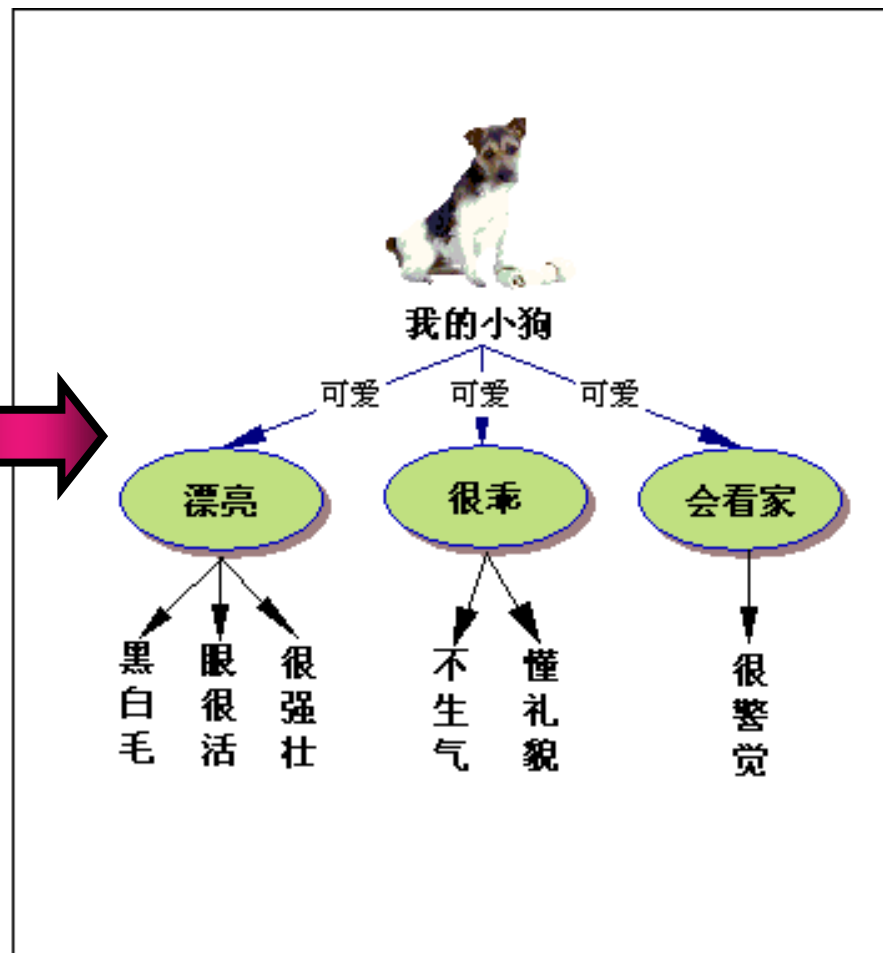 我的小狗
可爱 可爱 可爱
漂亮 很乖 会看家
黑白毛
眼很活
很强壮
不生气
懂礼貌
很警觉